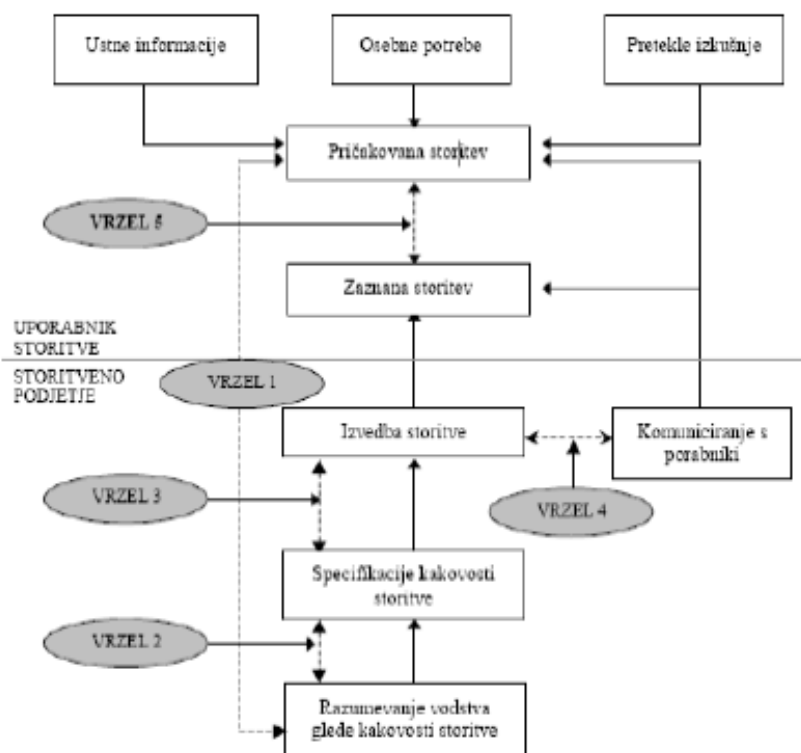 Ustne informacije
Osebne potrebe
Pretekle izkušnje
Pričakovana storitev
VRZEL 5
Zaznana storitev
UPORABNIK
STORITVE
STORITVENO
PODJETJE
VRZEL 1
Izvedba storitve
Komuniciranje s
porabniki
VRZEL 3
VRZEL 4
Specifikacije kakovosti
storitve
VRZEL 2
Razumevanje vodstva
glede kakovosti storitve